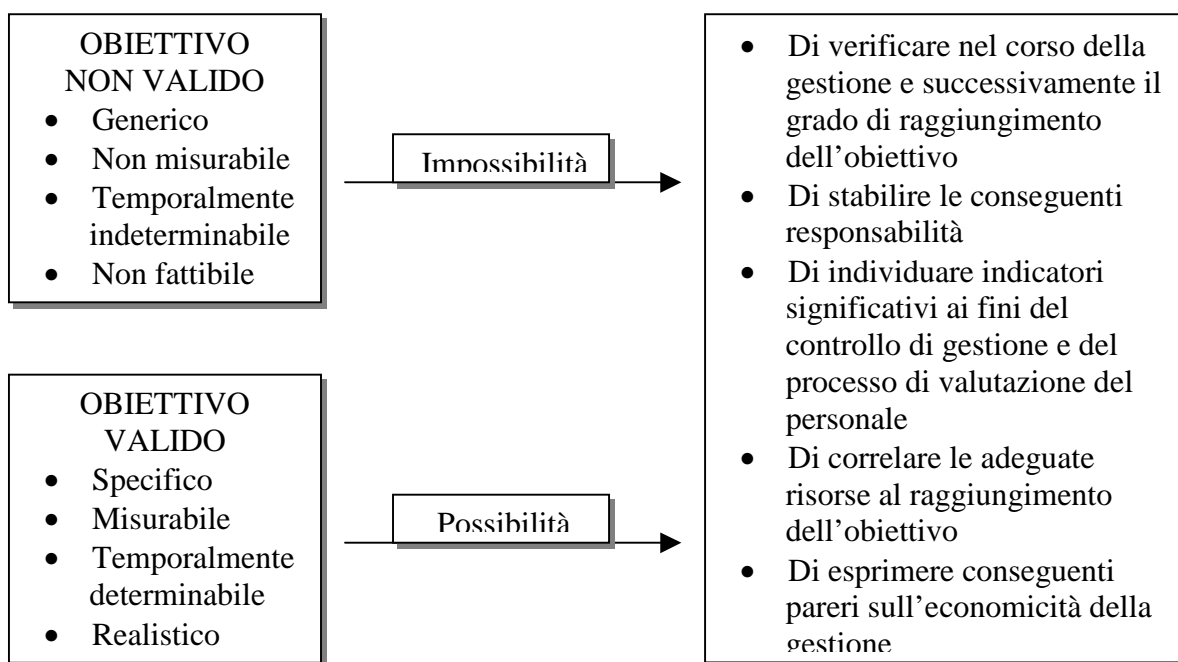 OBIETTIVO
NON VALIDO
• Generico
• Non misurabile
• Temporalmente
indeterminabile
• Non fattibile
Impossibilità
OBIETTIVO
VALIDO
• Specifico
• Misurabile
• Temporalmente
determinabile
• Realistico
Possibilità
• Di verificare nel corso della
gestione e successivamente il
grado di raggiungimento
dell’obiettivo
• Di stabilire le conseguenti
responsabilità
• Di individuare indicatori
significativi ai fini del
controllo di gestione e del
processo di valutazione del
personale
• Di correlare le adeguate
risorse al raggiungimento
dell’obiettivo
• Di esprimere conseguenti
pareri sull’economicità della
gestione